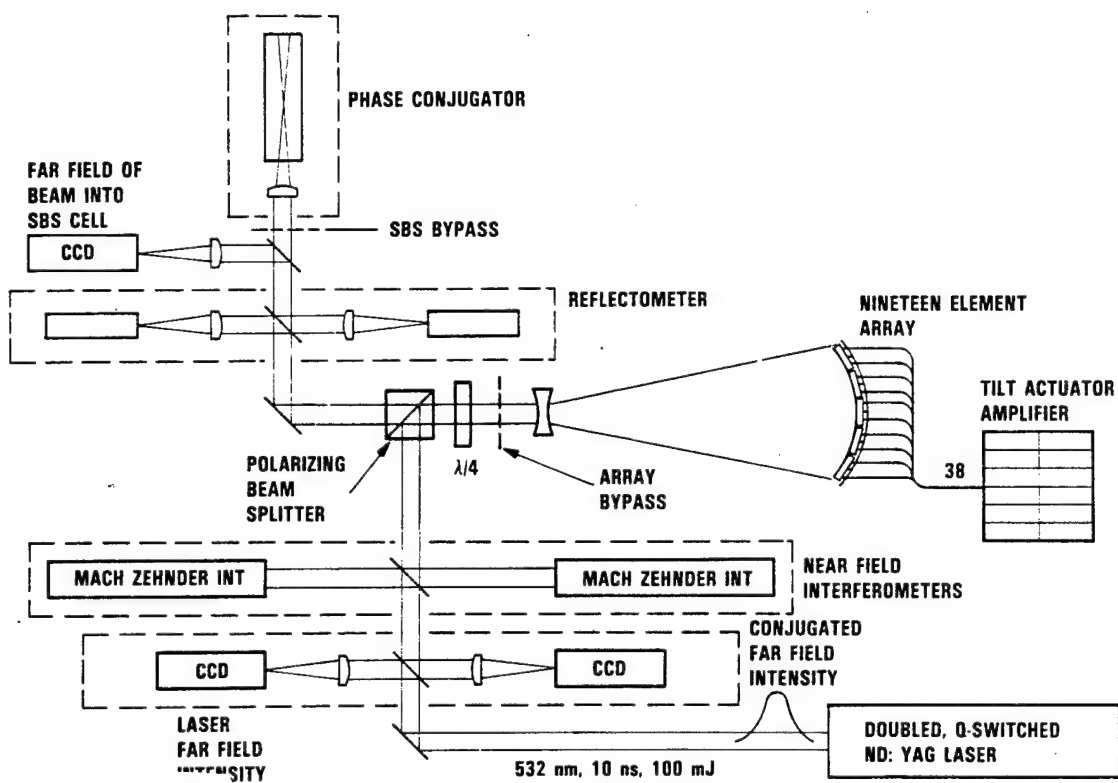 PHASE CONJUGATOR
FAR FIELD OF
BEAM INTO
SBS CELL
CCD
SBS BYPASS
REFLECTOMETER
NINETEEN ELEMENT
ARRAY
TILT ACTUATOR
AMPLIFIER
38
POLARIZING
BEAM
SPLITTER
λ/4
ARRAY
BYPASS
MACH ZEHNDER INT
MACH ZEHNDER INT
NEAR FIELD
INTERFEROMETERS
CONJUGATED
FAR FIELD
INTENSITY
CCD
CCD
LASER
FAR FIELD
INTENSITY
DOUBLED, Q-SWITCHED
ND: YAG LASER
532 nm, 10 ns, 100 mJ